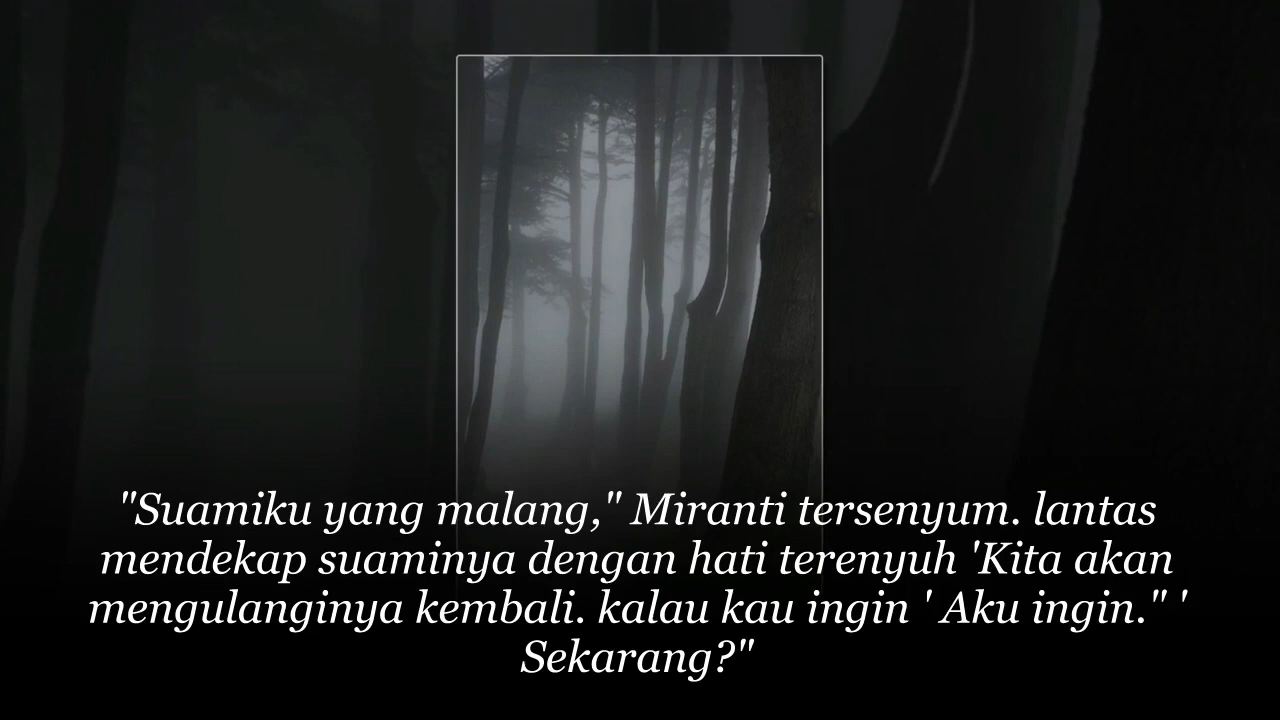 "Suamiku yang malang," Miranti tersenyum. lantas
mendekap suaminya dengan hati terenyuh 'Kita akan
mengulanginya kembali. kalau kau ingin ' Aku ingin." '
Sekarang?"